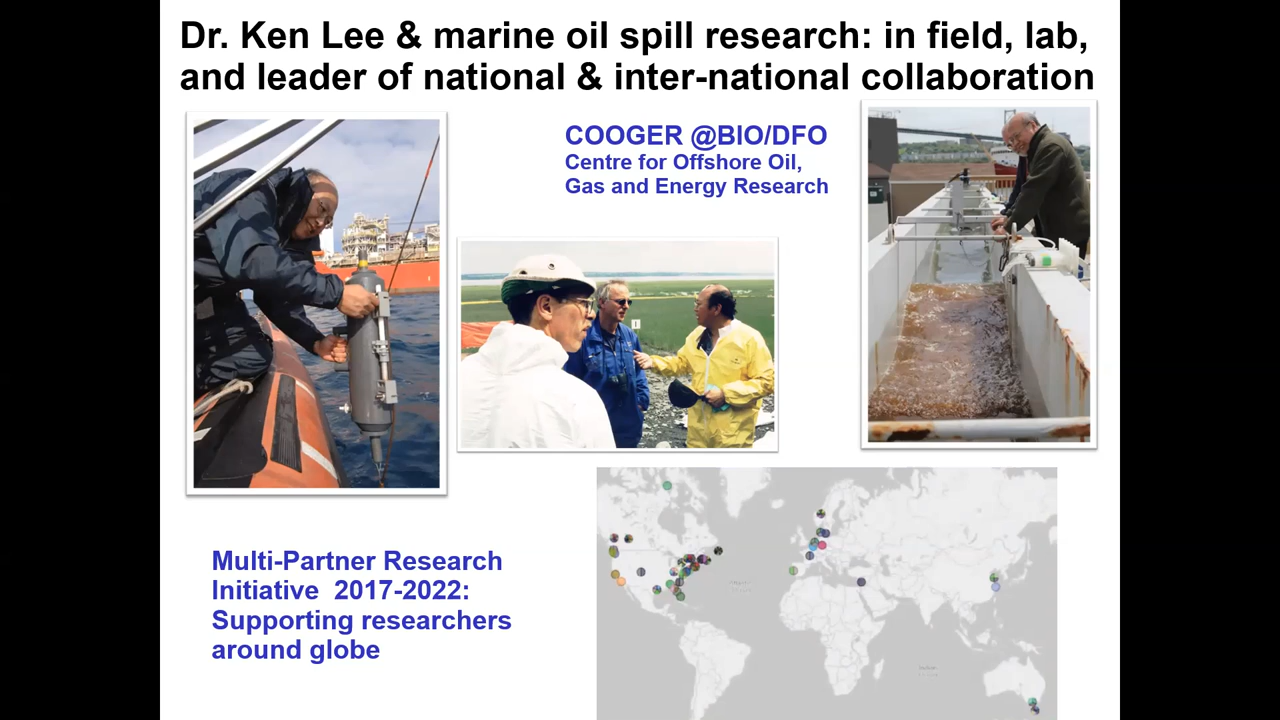 Dr. Ken Lee & marine oil spill research: in field, lab,
and leader of national & inter-national collaboration
COOGER @BIO/DFO
Centre for Offshore Oil,
Gas and Energy Research
Multi-Partner Research
Initiative 2017-2022:
Supporting researchers
around globe